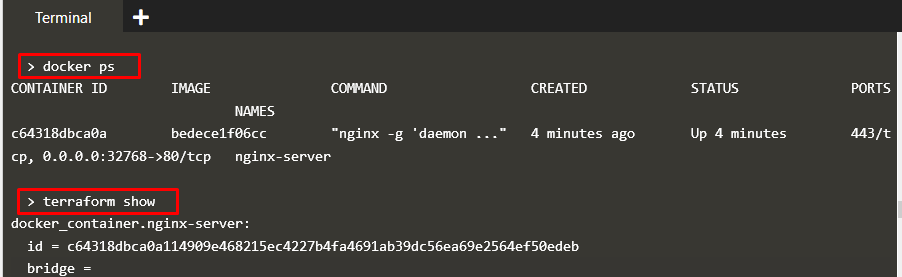 Terminal +
> docker ps
CONTAINER ID IMAGE COMMAND CREATED STATUS PORTS
NAMES
c64318dbca0a bedece1f06cc "nginx -g 'daemon ..." 4 minutes ago Up 4 minutes 443/t
cp, 0.0.0.0:32768->80/tcp nginx-server
> terraform show
docker_container.nginx-server:
id = c64318dbca0a114909e468215ec4227b4fa4691ab39dc56ea69e2564ef50edeb
bridge =